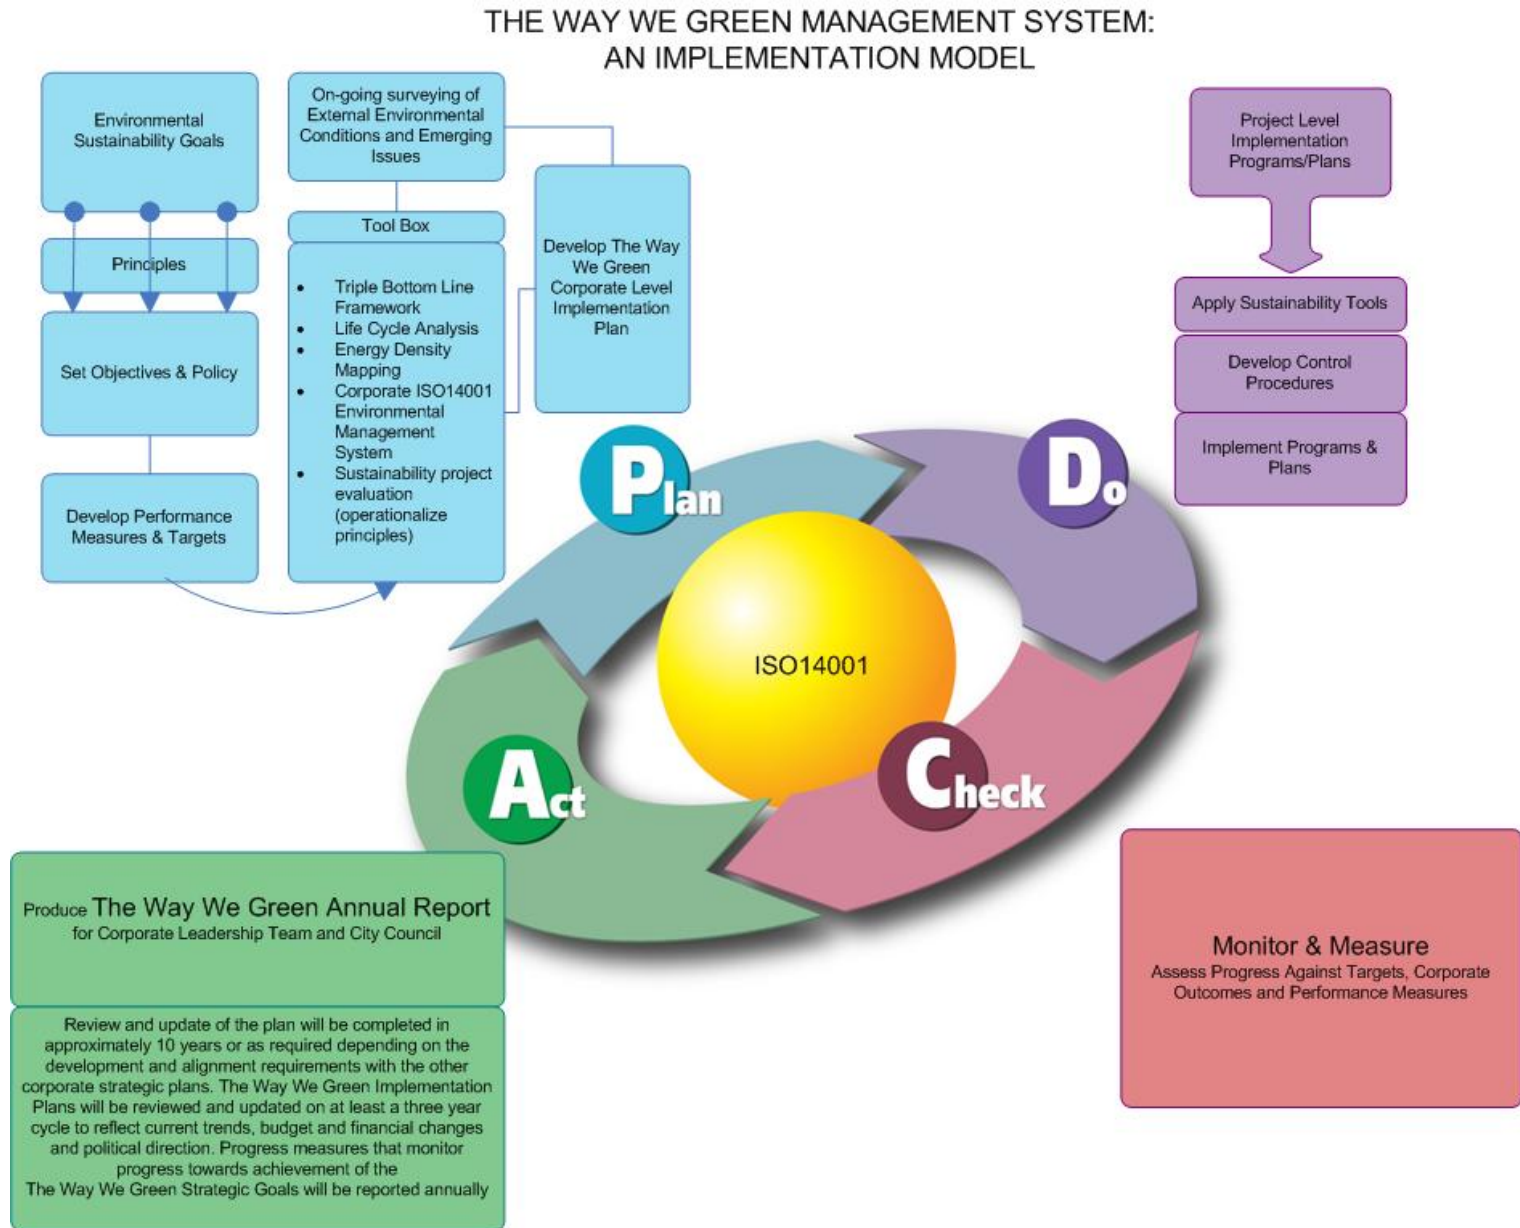 THE WAY WE GREEN MANAGEMENT SYSTEM:
AN IMPLEMENTATION MODEL
Environmental
Sustainability Goals
Principles
Set Objectives & Policy
Develop Performance
Measures & Targets
On-going surveying of
External Environmental
Conditions and Emerging
Issues
Tool Box
• Triple Bottom Line
Framework
• Life Cycle Analysis
• Energy Density
Mapping
• Corporate ISO14001
Environmental
Management
System
• Sustainability project
evaluation
(operationalize
principles)
Develop The Way
We Green
Corporate Level
Implementation
Plan
Project Level
Implementation
Programs/Plans
Apply Sustainability Tools
Develop Control
Procedures
Implement Programs &
Plans
Plan
Do
ISO14001
Act
Check
Produce The Way We Green Annual Report
for Corporate Leadership Team and City Council
Review and update of the plan will be completed in
approximately 10 years or as required depending on the
development and alignment requirements with the other
corporate strategic plans. The Way We Green Implementation
Plans will be reviewed and updated on at least a three year
cycle to reflect current trends, budget and financial changes
and political direction. Progress measures that monitor
progress towards achievement of the
The Way We Green Strategic Goals will be reported annually
Monitor & Measure
Assess Progress Against Targets, Corporate
Outcomes and Performance Measures